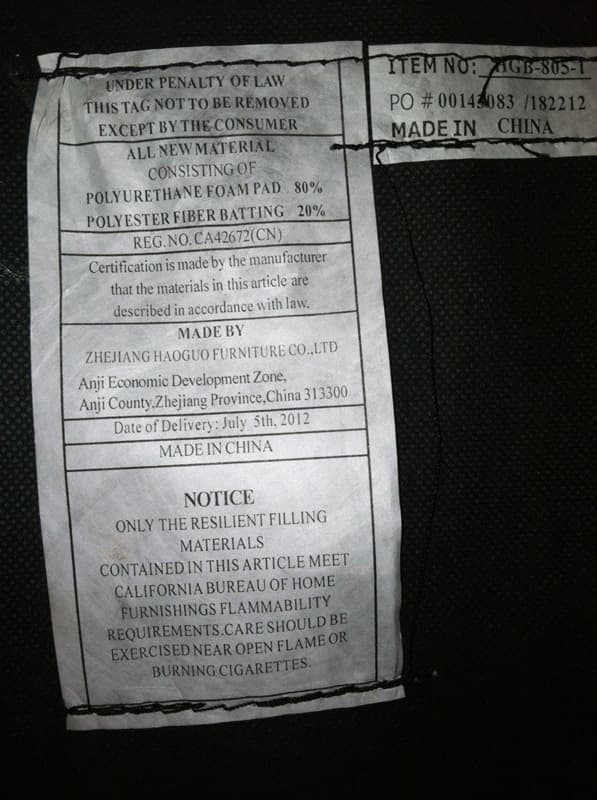 UNDER PENALTY OF LAW
THIS TAG NOT TO BE REMOVED
EXCEPT BY THE CONSUMER
ALL NEW MATERIAL
CONSISTING OF
POLYURETHANE FOAM PAD 80%
POLYESTER FIBER BATTING 20%
REG.NO.CA42672(CN)
Certification is made by the manufacturer
that the materials in this article are
described in accordance with law.
MADE BY
ZHEJIANG HAOGUO FURNITURE CO.,LTD
Anji Economic Development Zone,
Anji County,Zhejiang Province,China 313300
Date of Delivery: July 5th, 2012
MADE IN CHINA
NOTICE
ONLY THE RESILIENT FILLING
MATERIALS
CONTAINED IN THIS ARTICLE MEET
CALIFORNIA BUREAU OF HOME
FURNISHINGS FLAMMABILITY
REQUIREMENTS.CARE SHOULD BE
EXERCISED NEAR OPEN FLAME OR
BURNING CIGARETTES.
ITEM NO:
PO # /182212
MADE IN CHINA